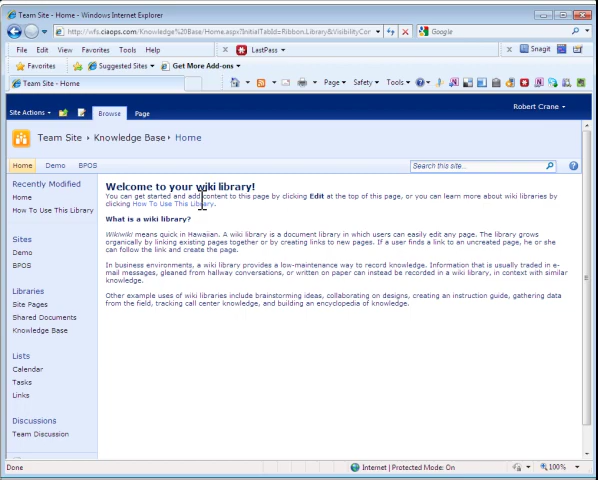 Team Site - Home - Windows Internet Explorer
http://wfs.ciaops.com/Knowledge%20Base/Home.aspx?InitialTabId=Ribbon.Library&VisibilityCor
Google
File Edit View Favorites Tools Help
x LastPass
x Snagit
Favorites Suggested Sites Get More Add-ons
Team Site - Home
Page Safety Tools
Site Actions Browse Page
Robert Crane
Team Site Knowledge Base Home
Home Demo BPOS
Search this site...
Recently Modified
Home
How To Use This Library
Sites
Demo
BPOS
Libraries
Site Pages
Shared Documents
Knowledge Base
Lists
Calendar
Tasks
Links
Discussions
Team Discussion
Welcome to your wiki library!
You can get started and add content to this page by clicking Edit at the top of this page, or you can learn more about wiki libraries by
clicking How To Use This Library.
What is a wiki library?
Wikiwiki means quick in Hawaiian. A wiki library is a document library in which users can easily edit any page. The library grows
organically by linking existing pages together or by creating links to new pages. If a user finds a link to an uncreated page, he or she
can follow the link and create the page.
In business environments, a wiki library provides a low-maintenance way to record knowledge. Information that is usually traded in e-
mail messages, gleaned from hallway conversations, or written on paper can instead be recorded in a wiki library, in context with similar
knowledge.
Other example uses of wiki libraries include brainstorming ideas, collaborating on designs, creating an instruction guide, gathering data
from the field, tracking call center knowledge, and building an encyclopedia of knowledge.
Done
Internet | Protected Mode: On
100%